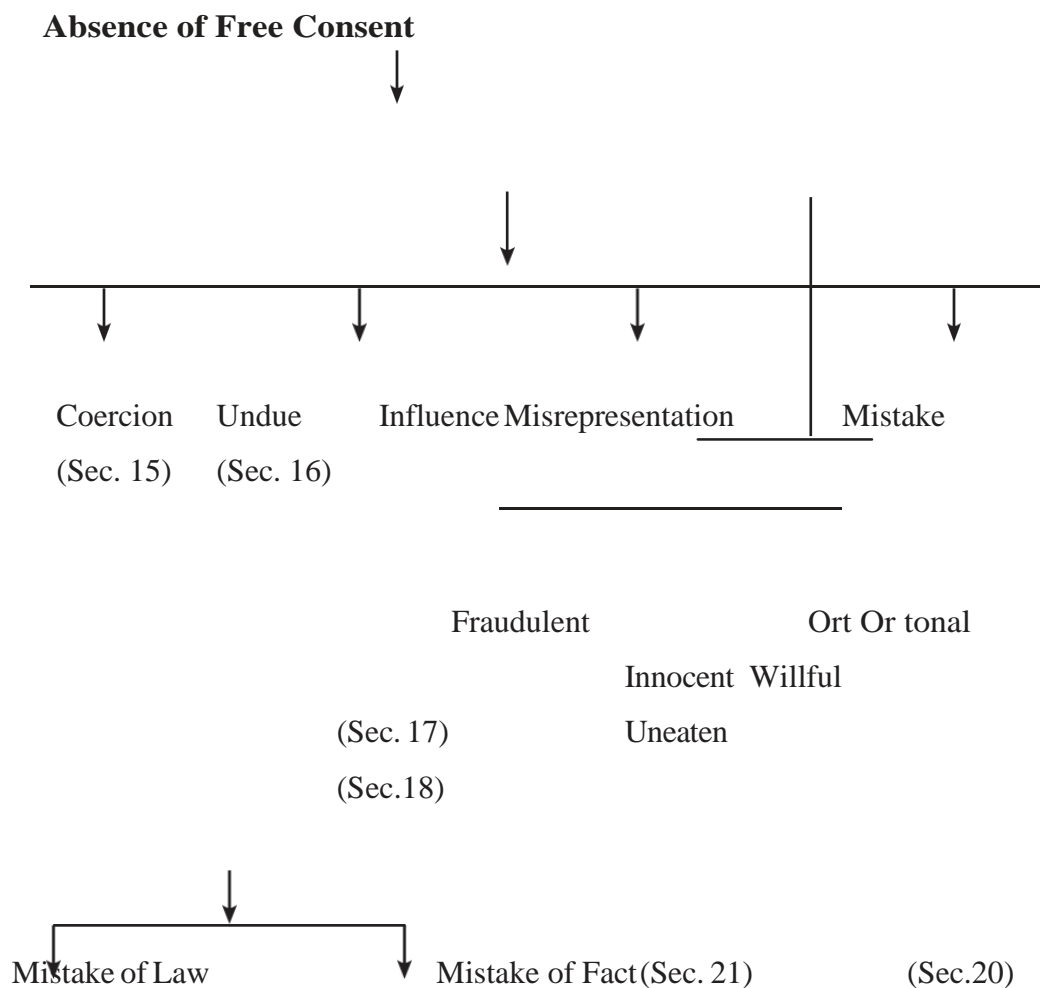 Absence of Free Consent
Coercion Undue Influence Misrepresentation Mistake
(Sec. 15) (Sec. 16)
Fraudulent Ort Or tonal
Innocent Willful
(Sec. 17) Uneaten
(Sec.18)
Mistake of Law Mistake of Fact(Sec. 21) (Sec.20)